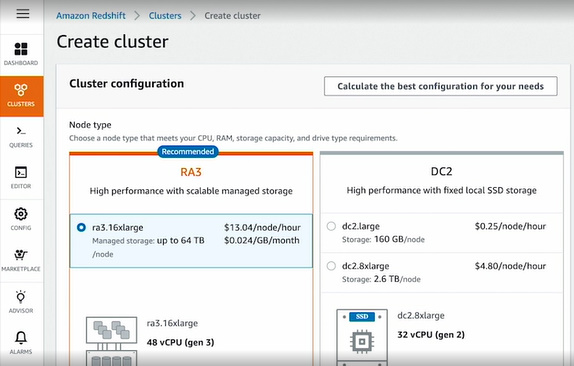 Amazon Redshift > Clusters > Create cluster
Create cluster
DASHBOARD
CLUSTERS
QUERIES
EDITOR
CONFIG
MARKETPLACE
ADVISOR
ALARMS
Cluster configuration
Calculate the best configuration for your needs
Node type
Choose a node type that meets your CPU, RAM, storage capacity, and drive type requirements.
Recommended
RA3
High performance with scalable managed storage
ra3.16xlarge $13.04/node/hour
Managed storage: up to 64 TB $0.024/GB/month
/node
ra3.16xlarge
48 vCPU (gen 3)
DC2
High performance with fixed local SSD storage
dc2.large $0.25/node/hour
Storage: 160 GB/node
dc2.8xlarge $4.80/node/hour
Storage: 2.6 TB/node
SSD
dc2.8xlarge
32 vCPU (gen 2)